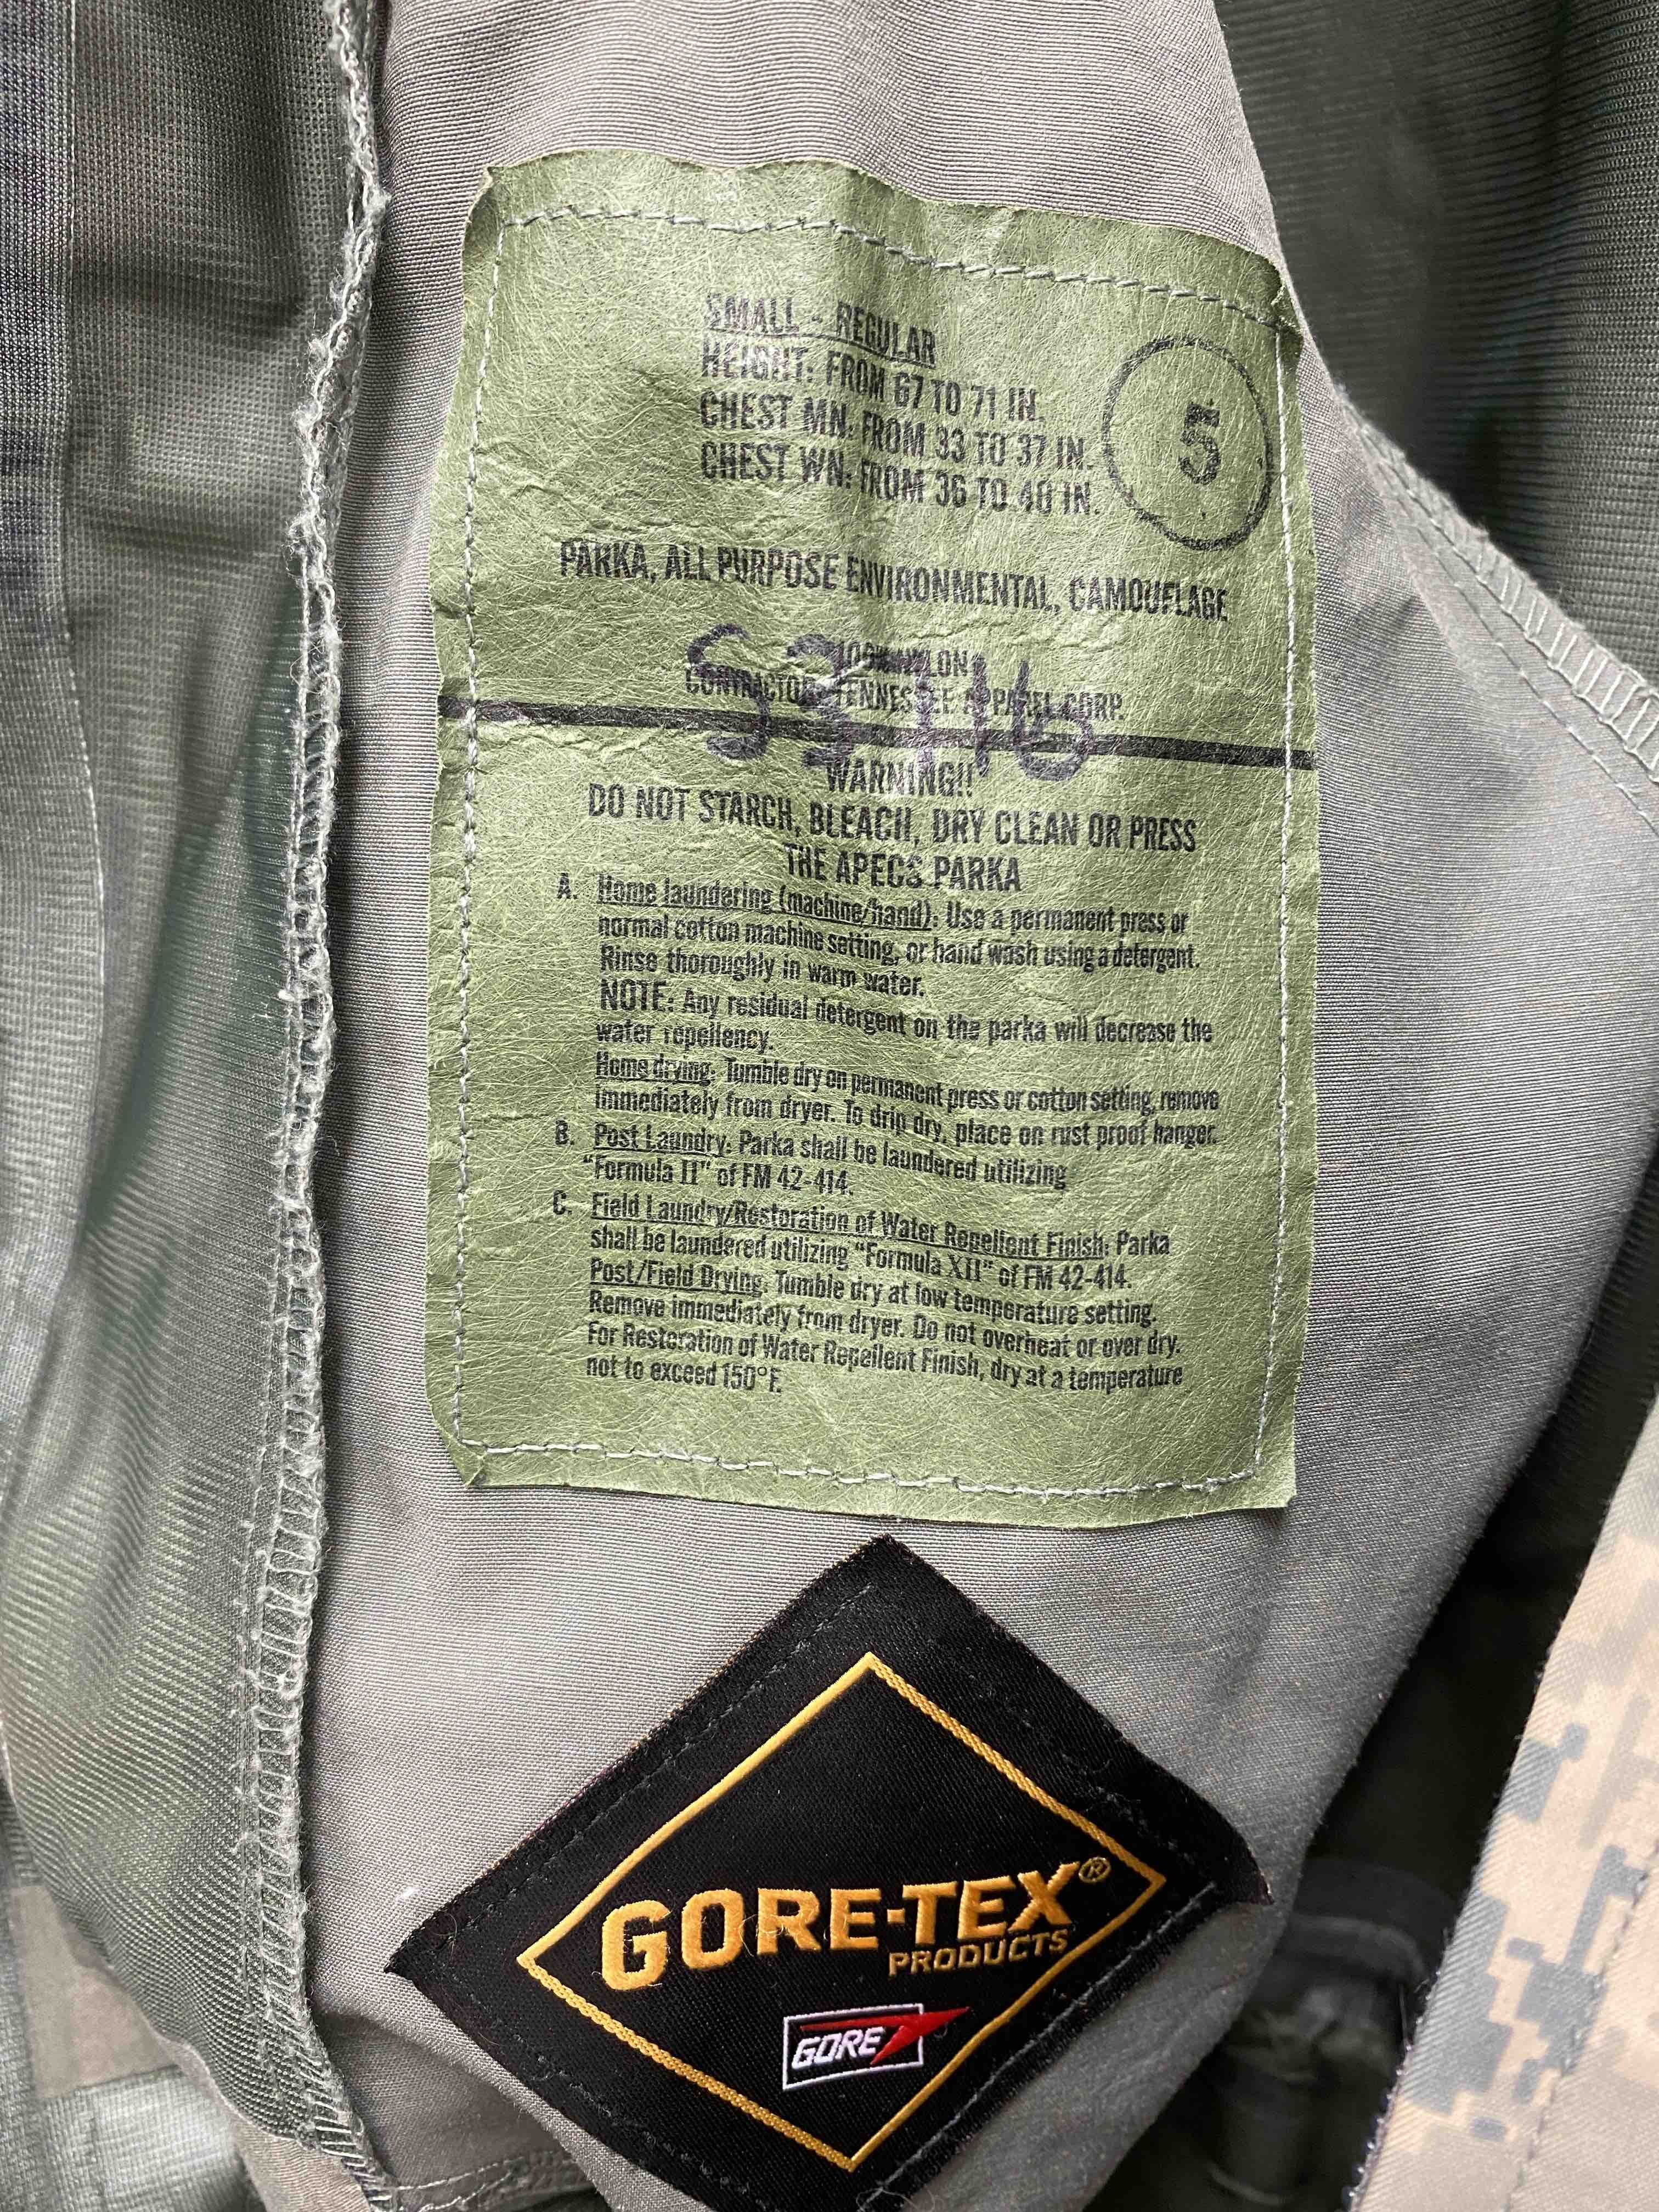 SMALL - REGULAR
HEIGHT: FROM 67 TO 71 IN.
CHEST MN: FROM 33 TO 37 IN.
CHEST WN: FROM 36 TO 40 IN.
5
PARKA, ALL PURPOSE ENVIRONMENTAL, CAMOUFLAGE
100% NYLON
CONTRACTOR: TENNESSEE APPAREL CORP.
WARNING!!
DO NOT STARCH, BLEACH, DRY CLEAN OR PRESS
THE APECS PARKA
A. Home laundering (machine/hand): Use a permanent press or
normal cotton machine setting, or hand wash using a detergent.
Rinse thoroughly in warm water.
NOTE: Any residual detergent on the parka will decrease the
water repellency.
Home drying: Tumble dry on permanent press or cotton setting, remove
immediately from dryer. To drip dry, place on rust proof hanger.
B. Post Laundry: Parka shall be laundered utilizing
"Formula II" of FM 42-414.
C. Field Laundry/Restoration of Water Repellent Finish: Parka
shall be laundered utilizing "Formula XII" of FM 42-414.
Post/Field Drying: Tumble dry at low temperature setting.
Remove immediately from dryer. Do not overheat or over dry.
For Restoration of Water Repellent Finish, dry at a temperature
not to exceed 150°F.
GORE-TEX®
PRODUCTS
GORE